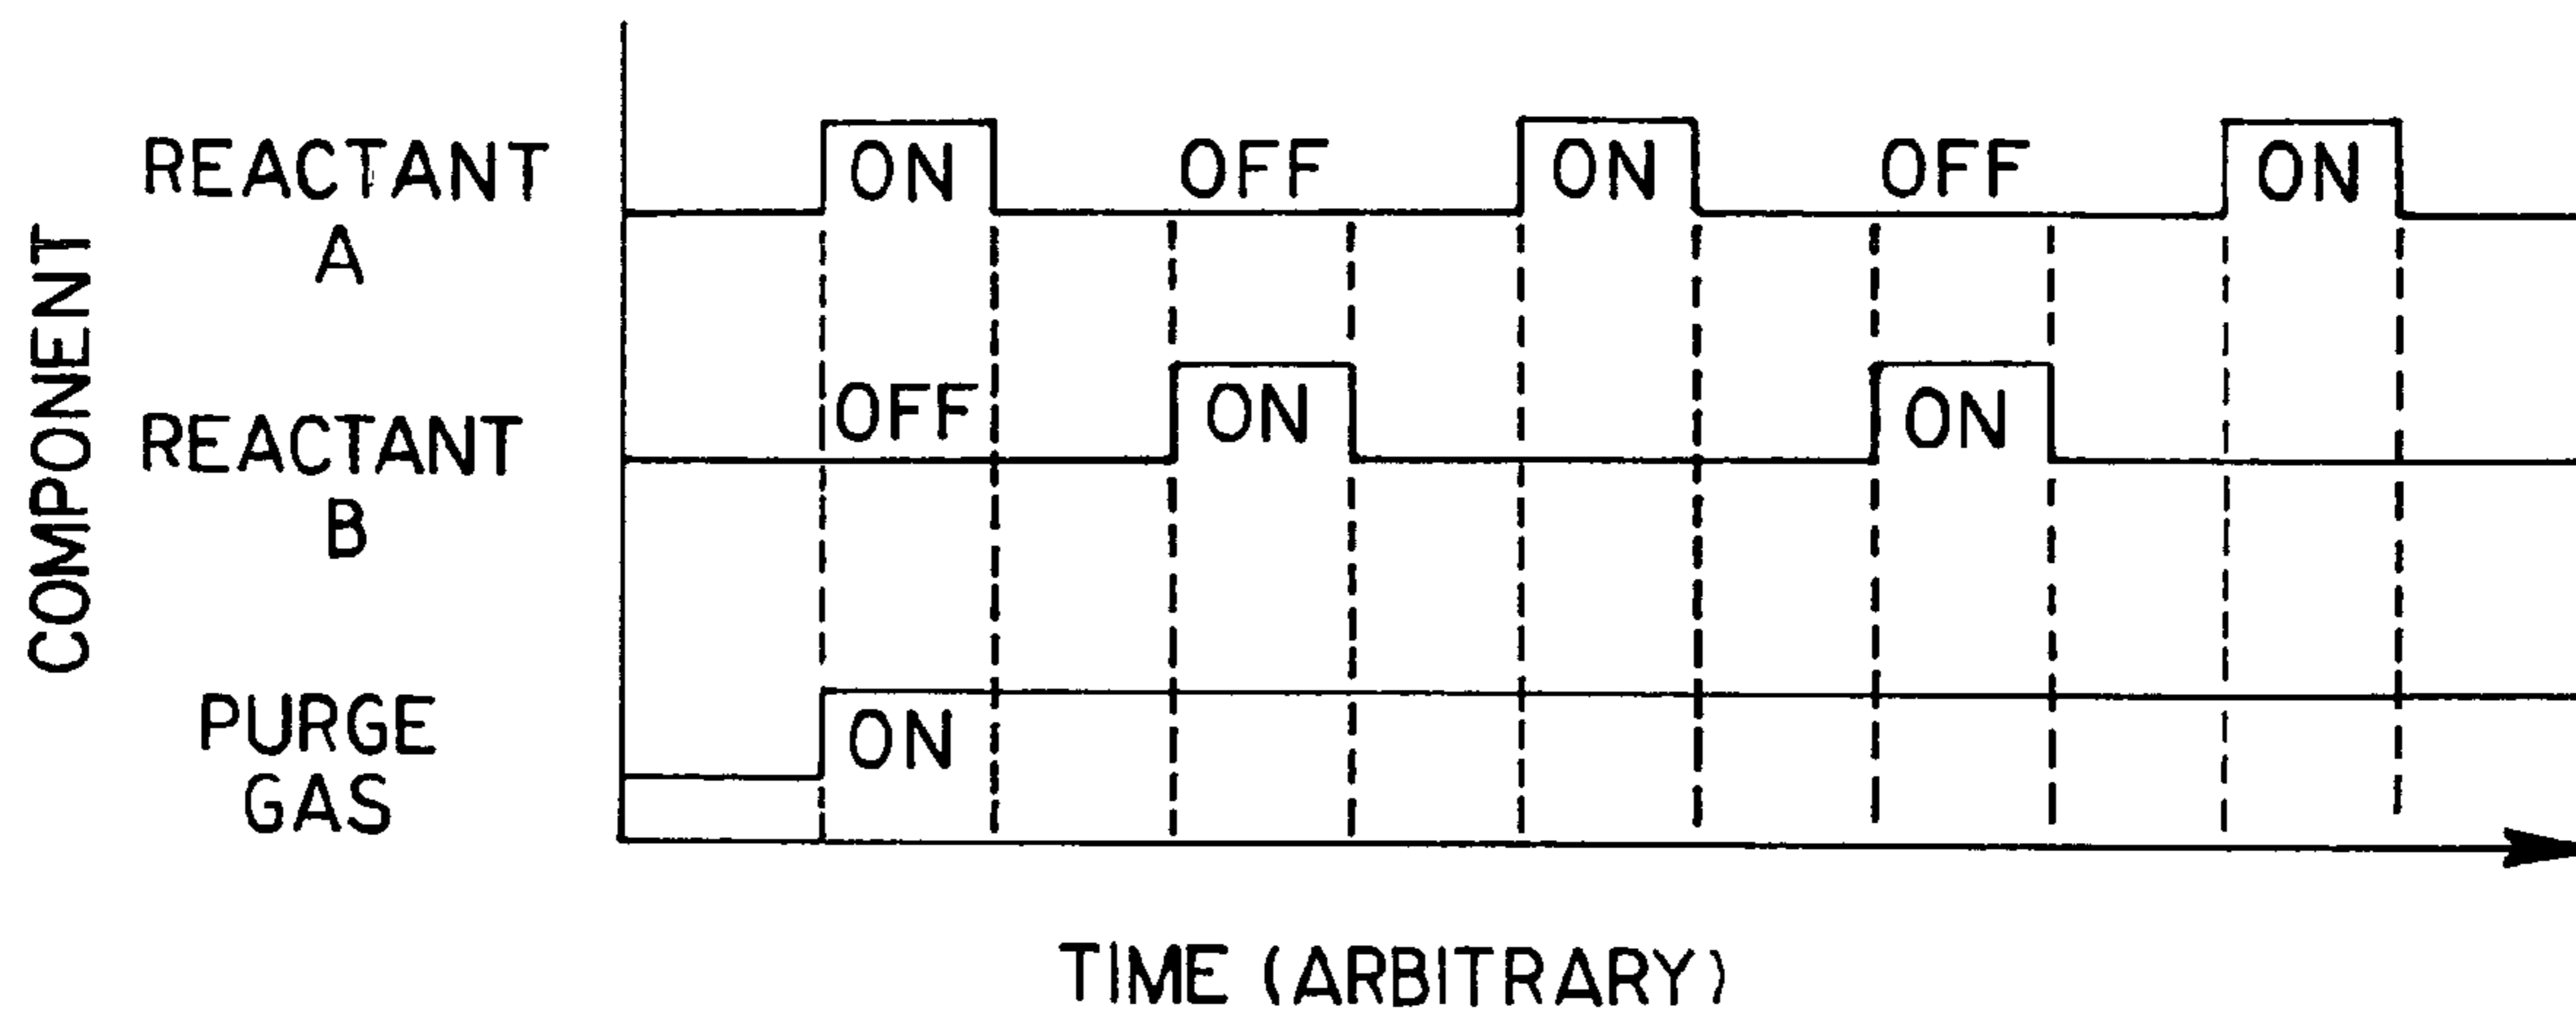 COMPONENT
REACTANT
A
ON
OFF
ON
OFF
ON
REACTANT
B
OFF
ON
ON
PURGE
GAS
ON
TIME (ARBITRARY)